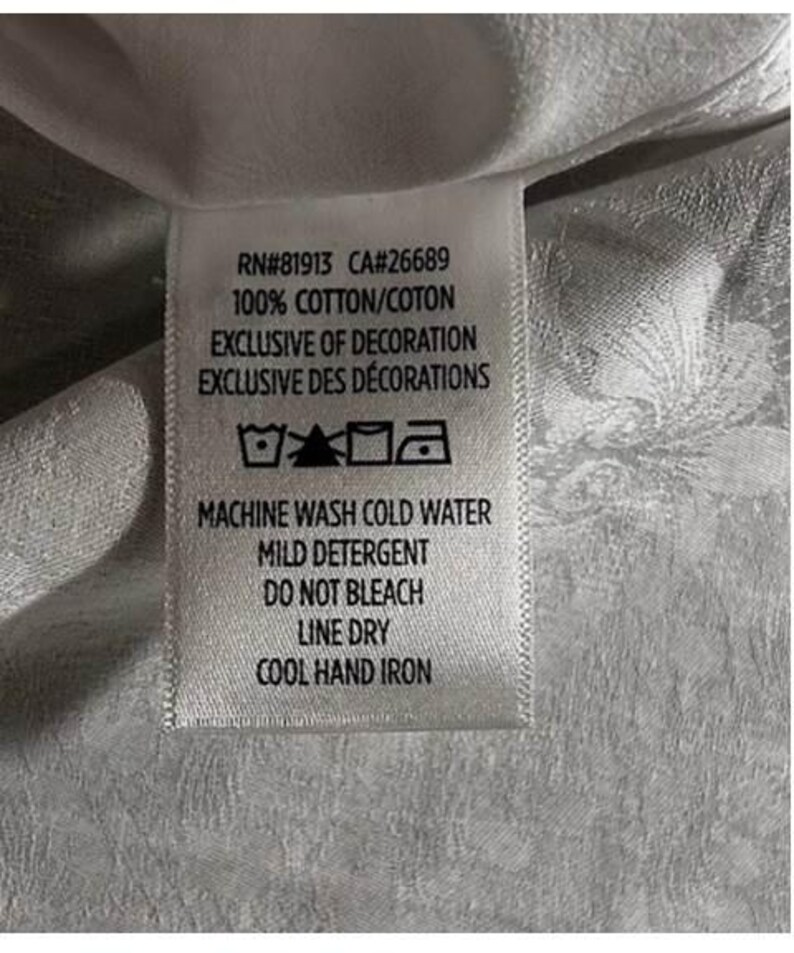 RN#81913 CA#26689
100% COTTON/COTON
EXCLUSIVE OF DECORATION
EXCLUSIVE DES DÉCORATIONS
MACHINE WASH COLD WATER
MILD DETERGENT
DO NOT BLEACH
LINE DRY
COOL HAND IRON